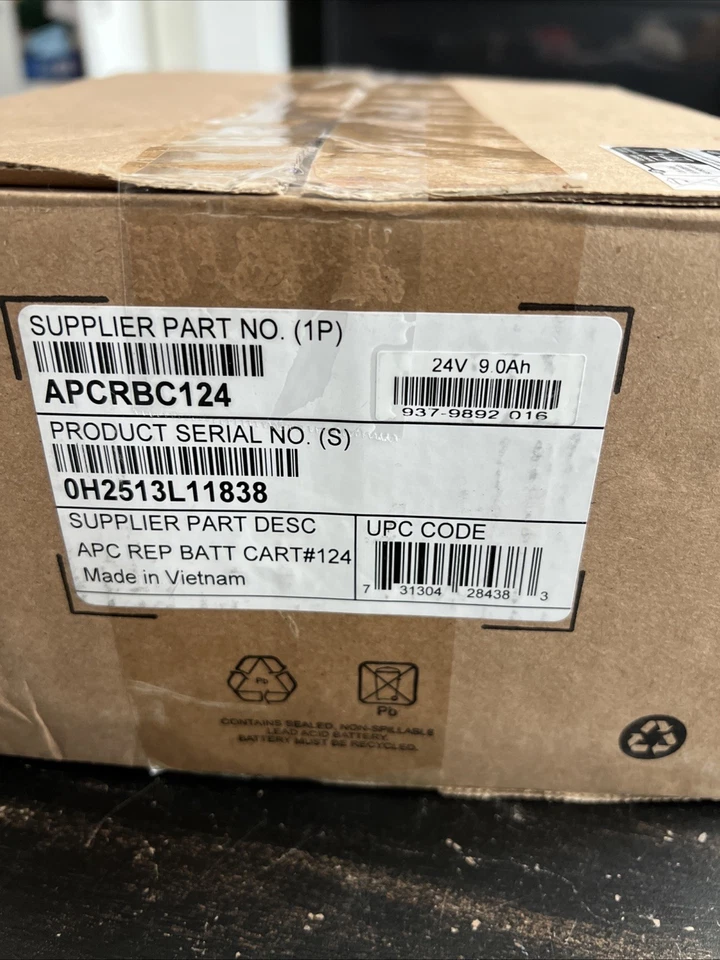 SUPPLIER PART NO. (1P)
APCRBC124
24V 9.0Ah
937-9892 016
PRODUCT SERIAL NO. (S)
0H2513L11838
SUPPLIER PART DESC
APC REP BATT CART#124
Made in Vietnam
UPC CODE
7 31304 28438 3
Pb
Pb
CONTAINS SEALED, NON-SPILLABLE
LEAD ACID BATTERY.
BATTERY MUST BE RECYCLED.